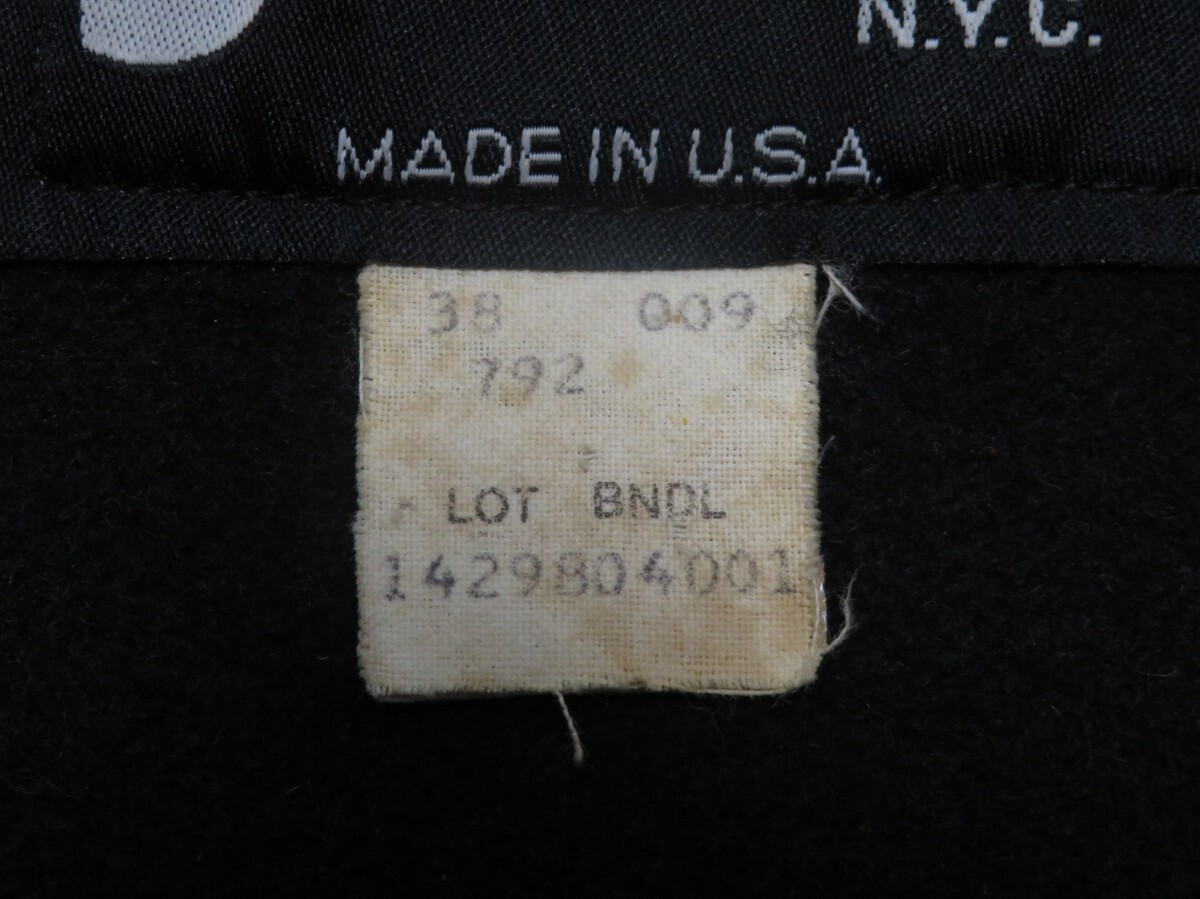 N.Y.C.
MADE IN U.S.A.
38 009
792
LOT BNDL
1429804001